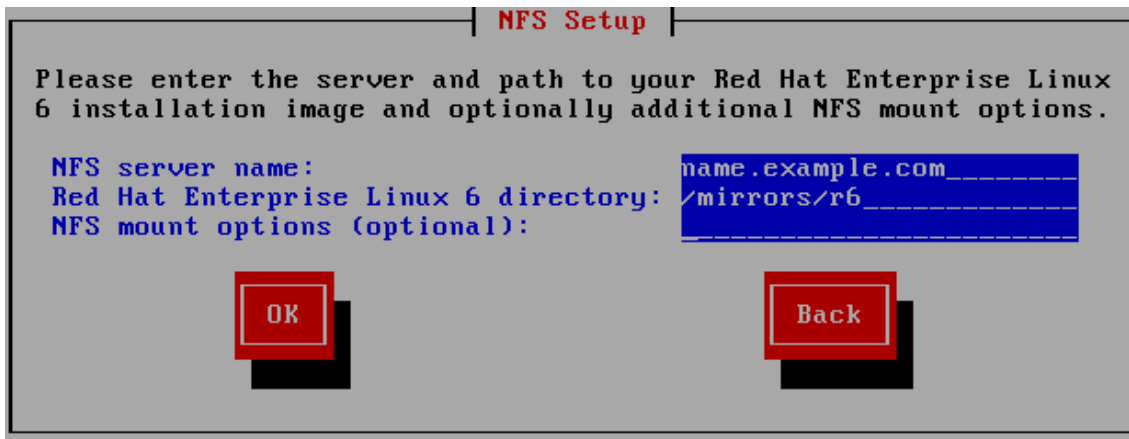 NFS Setup
Please enter the server and path to your Red Hat Enterprise Linux
6 installation image and optionally additional NFS mount options.
NFS server name: name.example.com________
Red Hat Enterprise Linux 6 directory: /mirrors/r6_____________
NFS mount options (optional): ________________________
OK Back